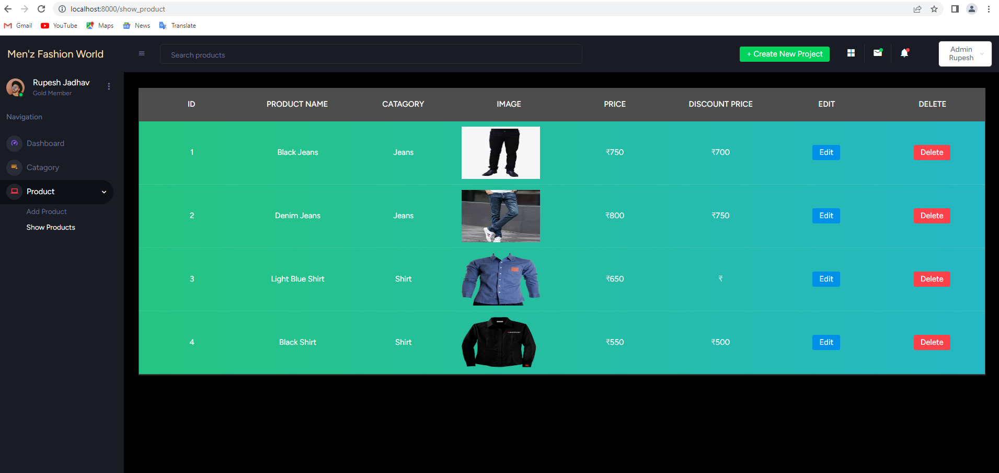 localhost:8000/show_product
Gmail YouTube Maps News Translate
Men'z Fashion World
Search products
+ Create New Project
Admin
Rupesh
Rupesh Jadhav
Gold Member
Navigation
Dashboard
Catagory
Product
Add Product
Show Products
ID PRODUCT NAME CATAGORY IMAGE PRICE DISCOUNT PRICE EDIT DELETE
1 Black Jeans Jeans ₹750 ₹700 Edit Delete
2 Denim Jeans Jeans ₹800 ₹750 Edit Delete
3 Light Blue Shirt Shirt ₹650 ₹ Edit Delete
4 Black Shirt Shirt ₹550 ₹500 Edit Delete